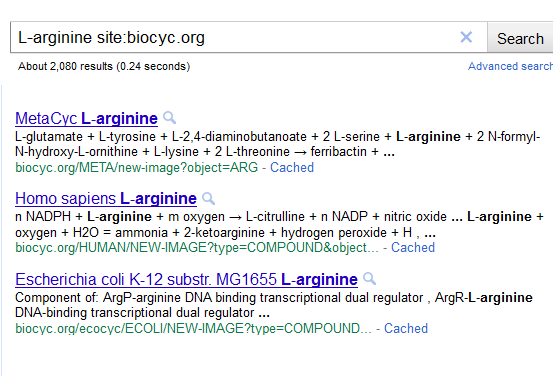 L-arginine site:biocyc.org
Search
About 2,080 results (0.24 seconds)
Advanced search
MetaCyc L-arginine
L-glutamate + L-tyrosine + L-2,4-diaminobutanoate + 2 L-serine + L-arginine + 2 N-formyl-
N-hydroxy-L-ornithine + L-lysine + 2 L-threonine → ferribactin + ...
biocyc.org/META/new-image?object=ARG - Cached
Homo sapiens L-arginine
n NADPH + L-arginine + m oxygen → L-citrulline + n NADP + nitric oxide ... L-arginine +
oxygen + H2O = ammonia + 2-ketoarginine + hydrogen peroxide + H , ...
biocyc.org/HUMAN/NEW-IMAGE?type=COMPOUND&object... - Cached
Escherichia coli K-12 substr. MG1655 L-arginine
Component of: ArgP-arginine DNA binding transcriptional dual regulator , ArgR-L-arginine
DNA-binding transcriptional dual regulator ...
biocyc.org/ecocyc/ECOLI/NEW-IMAGE?type=COMPOUND... - Cached